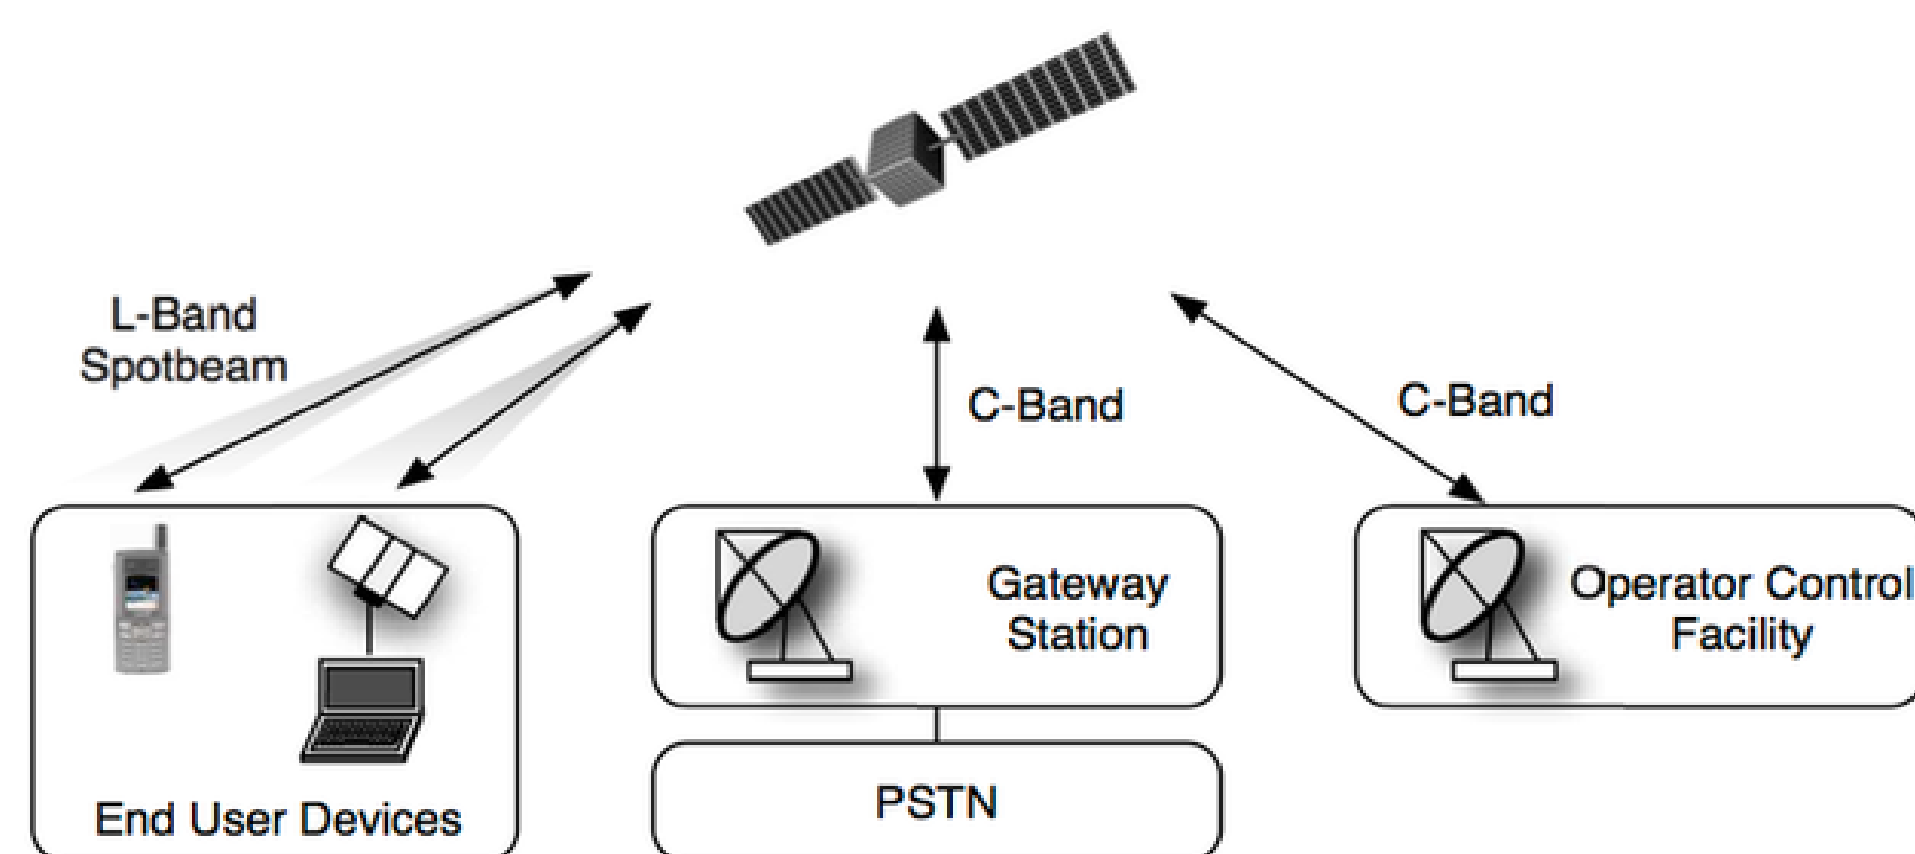 L-Band
Spotbeam
C-Band
C-Band
Gateway
Station
Operator Control
Facility
End User Devices
PSTN